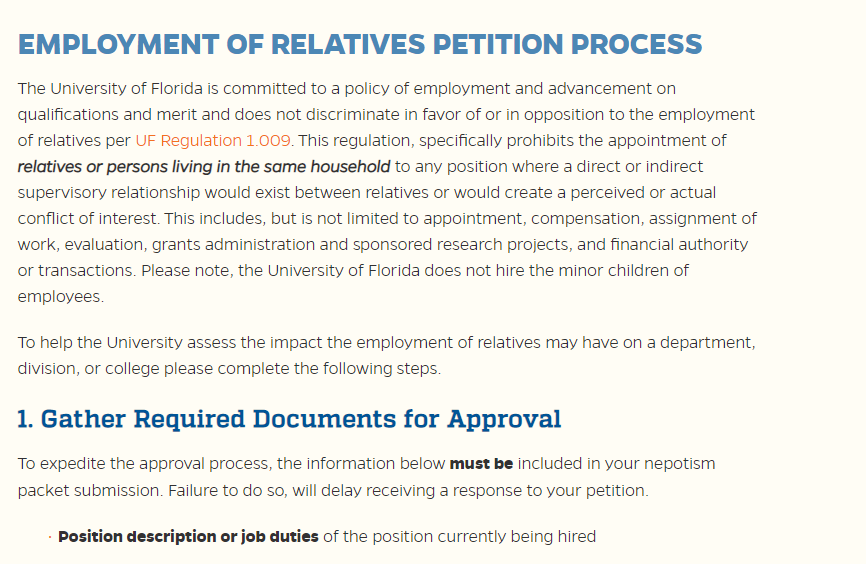 EMPLOYMENT OF RELATIVES PETITION PROCESS
The University of Florida is committed to a policy of employment and advancement on
qualifications and merit and does not discriminate in favor of or in opposition to the employment
of relatives per UF Regulation 1.009. This regulation, specifically prohibits the appointment of
relatives or persons living in the same household to any position where a direct or indirect
supervisory relationship would exist between relatives or would create a perceived or actual
conflict of interest. This includes, but is not limited to appointment, compensation, assignment of
work, evaluation, grants administration and sponsored research projects, and financial authority
or transactions. Please note, the University of Florida does not hire the minor children of
employees.
To help the University assess the impact the employment of relatives may have on a department,
division, or college please complete the following steps.
1. Gather Required Documents for Approval
To expedite the approval process, the information below must be included in your nepotism
packet submission. Failure to do so, will delay receiving a response to your petition.
· Position description or job duties of the position currently being hired